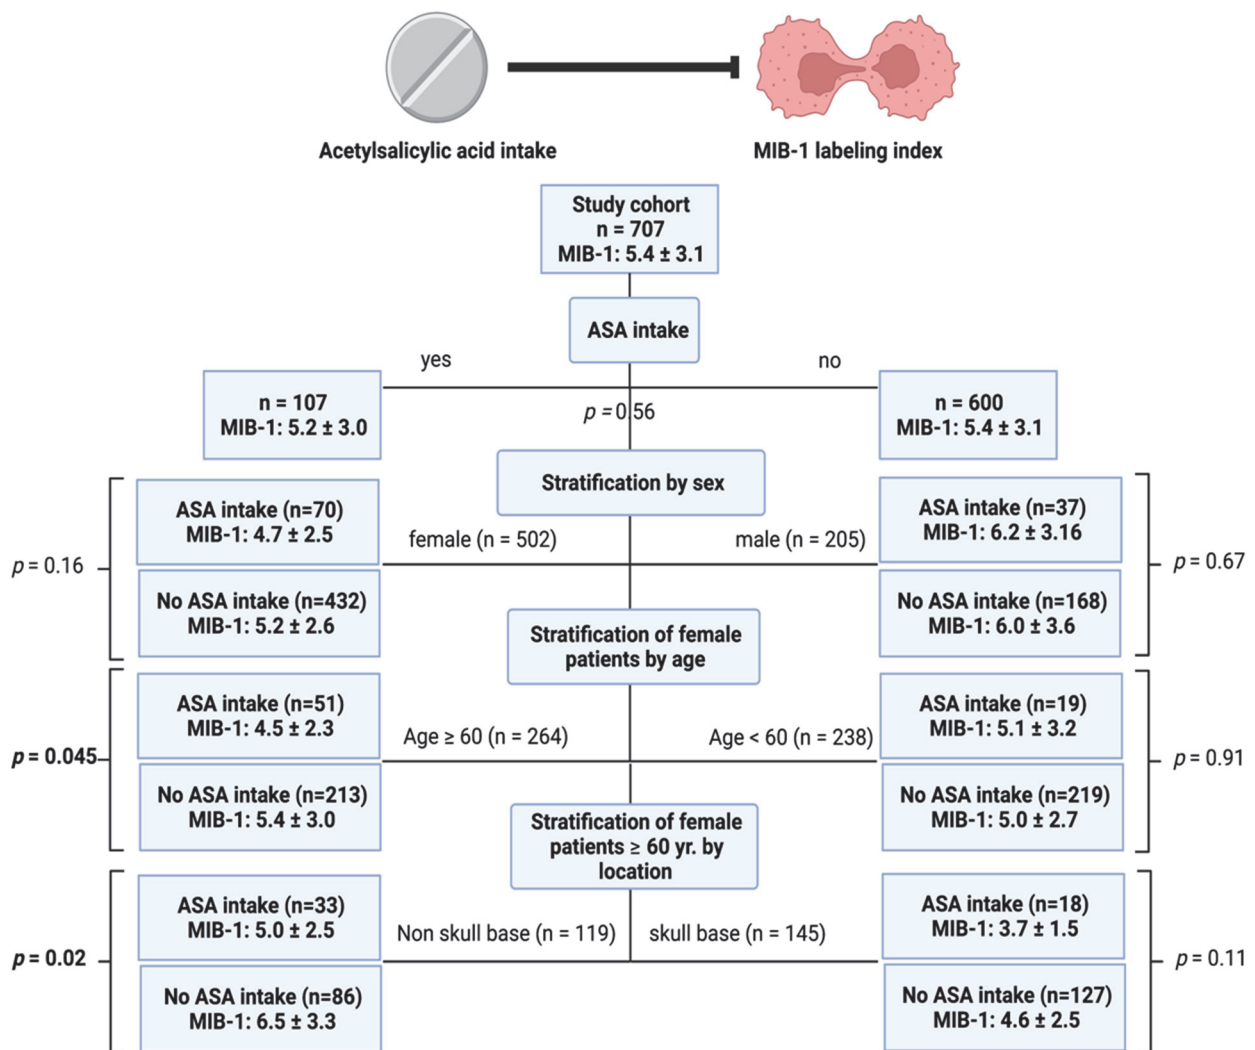 Acetylsalicylic acid intake
MIB-1 labeling index
Study cohort
n = 707
MIB-1: 5.4 ± 3.1
ASA intake
yes
no
n = 107
MIB-1: 5.2 ± 3.0
p = 0.56
n = 600
MIB-1: 5.4 ± 3.1
Stratification by sex
ASA intake (n=70)
MIB-1: 4.7 ± 2.5
female (n = 502)
male (n = 205)
ASA intake (n=37)
MIB-1: 6.2 ± 3.16
p = 0.16
p = 0.67
No ASA intake (n=432)
MIB-1: 5.2 ± 2.6
No ASA intake (n=168)
MIB-1: 6.0 ± 3.6
Stratification of female
patients by age
ASA intake (n=51)
MIB-1: 4.5 ± 2.3
Age ≥ 60 (n = 264)
Age < 60 (n = 238)
ASA intake (n=19)
MIB-1: 5.1 ± 3.2
p = 0.045
p = 0.91
No ASA intake (n=213)
MIB-1: 5.4 ± 3.0
No ASA intake (n=219)
MIB-1: 5.0 ± 2.7
Stratification of female
patients ≥ 60 yr. by
location
ASA intake (n=33)
MIB-1: 5.0 ± 2.5
Non skull base (n = 119)
skull base (n = 145)
ASA intake (n=18)
MIB-1: 3.7 ± 1.5
p = 0.02
p = 0.11
No ASA intake (n=86)
MIB-1: 6.5 ± 3.3
No ASA intake (n=127)
MIB-1: 4.6 ± 2.5